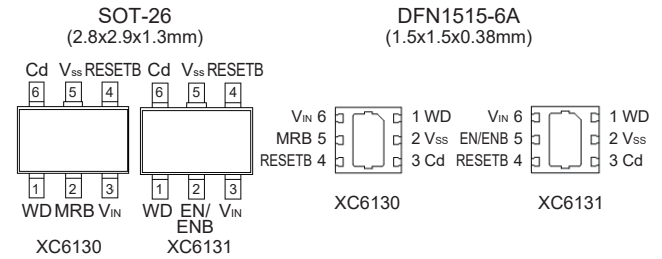 SOT-26
(2.8x2.9x1.3mm)
Cd Vss RESETB Cd Vss RESETB
6 5 4 6 5 4
1 2 3 1 2 3
WD MRB VIN WD EN/ENB VIN
XC6130 XC6131
DFN1515-6A
(1.5x1.5x0.38mm)
VIN 6 1 WD VIN 6 1 WD
MRB 5 2 Vss EN/ENB 5 2 Vss
RESETB 4 3 Cd RESETB 4 3 Cd
XC6130 XC6131